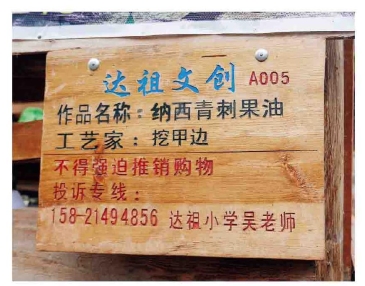 达祖文创 A005
作品名称：纳西青刺果油
工艺家：挖甲边
不得强迫推销购物
投诉专线：
158-21494856 达祖小学吴老师